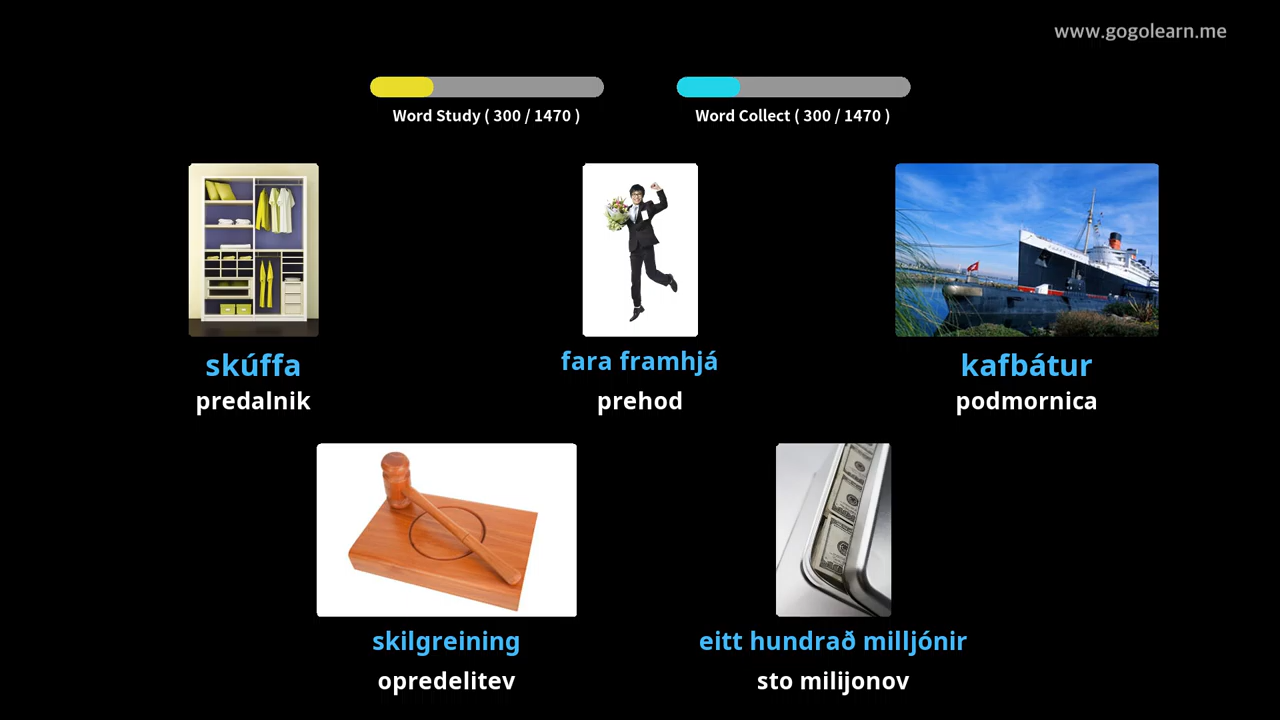 www.gogolearn.me
Word Study ( 300 / 1470 )
Word Collect ( 300 / 1470 )
skúffa
predalnik
fara framhjá
prehod
kafbátur
podmornica
skilgreining
opredelitev
eitt hundrað milljónir
sto milijonov